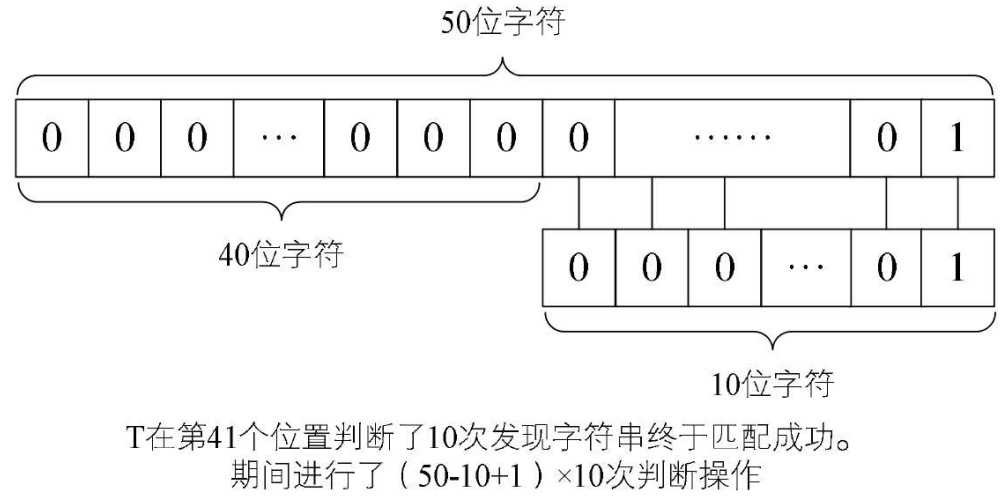 50位字符
0 0 0 … 0 0 0 0 …… 0 1
40位字符
0 0 0 … 0 1
10位字符
T在第41个位置判断了10次发现字符串终于匹配成功。
期间进行了（50-10+1）×10次判断操作